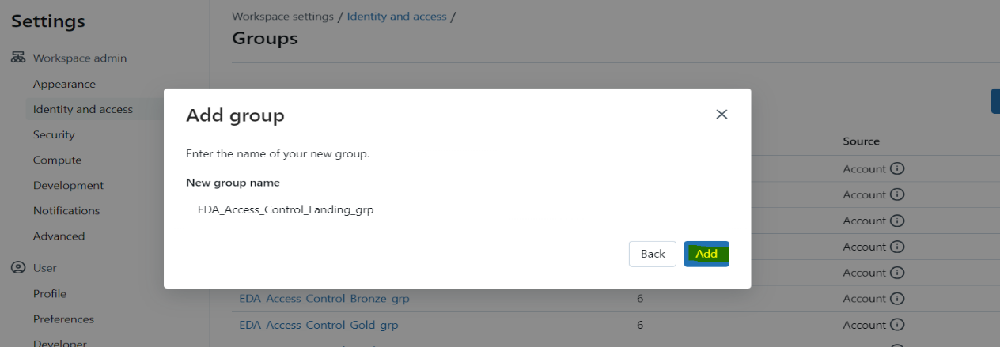 Settings
Workspace admin
Appearance
Identity and access
Security
Compute
Development
Notifications
Advanced
User
Profile
Preferences
Developer
Workspace settings / Identity and access /
Groups
Add group
Enter the name of your new group.
New group name
EDA_Access_Control_Landing_grp
Back Add
Source
Account
Account
Account
Account
Account
EDA_Access_Control_Bronze_grp 6 Account
EDA_Access_Control_Gold_grp 6 Account
Account